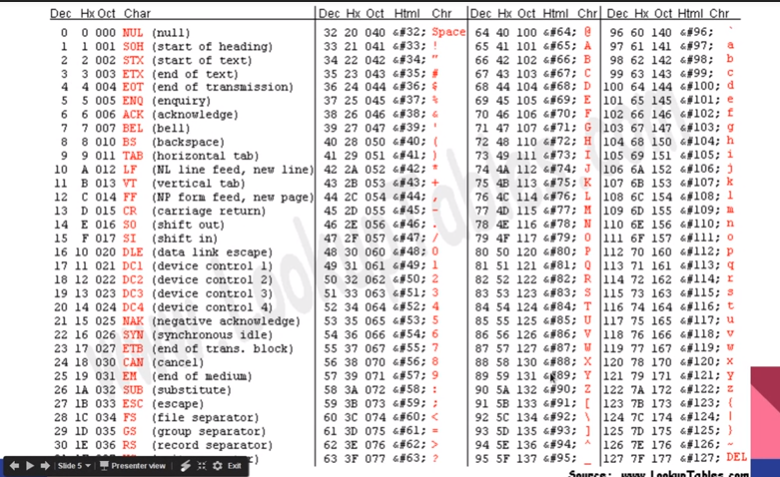 Dec Hx Oct Char Dec Hx Oct Html Chr Dec Hx Oct Html Chr Dec Hx Oct Html Chr
0 0 000 NUL (null) 32 20 040 &#32; Space 64 40 100 &#64; @ 96 60 140 &#96; `
1 1 001 SOH (start of heading) 33 21 041 &#33; ! 65 41 101 &#65; A 97 61 141 &#97; a
2 2 002 STX (start of text) 34 22 042 &#34; " 66 42 102 &#66; B 98 62 142 &#98; b
3 3 003 ETX (end of text) 35 23 043 &#35; # 67 43 103 &#67; C 99 63 143 &#99; c
4 4 004 EOT (end of transmission) 36 24 044 &#36; $ 68 44 104 &#68; D 100 64 144 &#100; d
5 5 005 ENQ (enquiry) 37 25 045 &#37; % 69 45 105 &#69; E 101 65 145 &#101; e
6 6 006 ACK (acknowledge) 38 26 046 &#38; & 70 46 106 &#70; F 102 66 146 &#102; f
7 7 007 BEL (bell) 39 27 047 &#39; ' 71 47 107 &#71; G 103 67 147 &#103; g
8 8 010 BS (backspace) 40 28 050 &#40; ( 72 48 110 &#72; H 104 68 150 &#104; h
9 9 011 TAB (horizontal tab) 41 29 051 &#41; ) 73 49 111 &#73; I 105 69 151 &#105; i
10 A 012 LF (NL line feed, new line) 42 2A 052 &#42; * 74 4A 112 &#74; J 106 6A 152 &#106; j
11 B 013 VT (vertical tab) 43 2B 053 &#43; + 75 4B 113 &#75; K 107 6B 153 &#107; k
12 C 014 FF (NP form feed, new page) 44 2C 054 &#44; , 76 4C 114 &#76; L 108 6C 154 &#108; l
13 D 015 CR (carriage return) 45 2D 055 &#45; - 77 4D 115 &#77; M 109 6D 155 &#109; m
14 E 016 SO (shift out) 46 2E 056 &#46; . 78 4E 116 &#78; N 110 6E 156 &#110; n
15 F 017 SI (shift in) 47 2F 057 &#47; / 79 4F 117 &#79; O 111 6F 157 &#111; o
16 10 020 DLE (data link escape) 48 30 060 &#48; 0 80 50 120 &#80; P 112 70 160 &#112; p
17 11 021 DC1 (device control 1) 49 31 061 &#49; 1 81 51 121 &#81; Q 113 71 161 &#113; q
18 12 022 DC2 (device control 2) 50 32 062 &#50; 2 82 52 122 &#82; R 114 72 162 &#114; r
19 13 023 DC3 (device control 3) 51 33 063 &#51; 3 83 53 123 &#83; S 115 73 163 &#115; s
20 14 024 DC4 (device control 4) 52 34 064 &#52; 4 84 54 124 &#84; T 116 74 164 &#116; t
21 15 025 NAK (negative acknowledge) 53 35 065 &#53; 5 85 55 125 &#85; U 117 75 165 &#117; u
22 16 026 SYN (synchronous idle) 54 36 066 &#54; 6 86 56 126 &#86; V 118 76 166 &#118; v
23 17 027 ETB (end of trans. block) 55 37 067 &#55; 7 87 57 127 &#87; W 119 77 167 &#119; w
24 18 030 CAN (cancel) 56 38 070 &#56; 8 88 58 130 &#88; X 120 78 170 &#120; x
25 19 031 EM (end of medium) 57 39 071 &#57; 9 89 59 131 &#89; Y 121 79 171 &#121; y
26 1A 032 SUB (substitute) 58 3A 072 &#58; : 90 5A 132 &#90; Z 122 7A 172 &#122; z
27 1B 033 ESC (escape) 59 3B 073 &#59; ; 91 5B 133 &#91; [ 123 7B 173 &#123; {
28 1C 034 FS (file separator) 60 3C 074 &#60; < 92 5C 134 &#92; \ 124 7C 174 &#124; |
29 1D 035 GS (group separator) 61 3D 075 &#61; = 93 5D 135 &#93; ] 125 7D 175 &#125; }
30 1E 036 RS (record separator) 62 3E 076 &#62; > 94 5E 136 &#94; ^ 126 7E 176 &#126; ~
63 3F 077 &#63; ? 95 5F 137 &#95; _ 127 7F 177 &#127; DEL
Slide 5 Presenter view Exit
Source: www.LookupTables.com
www.LookupTables.com